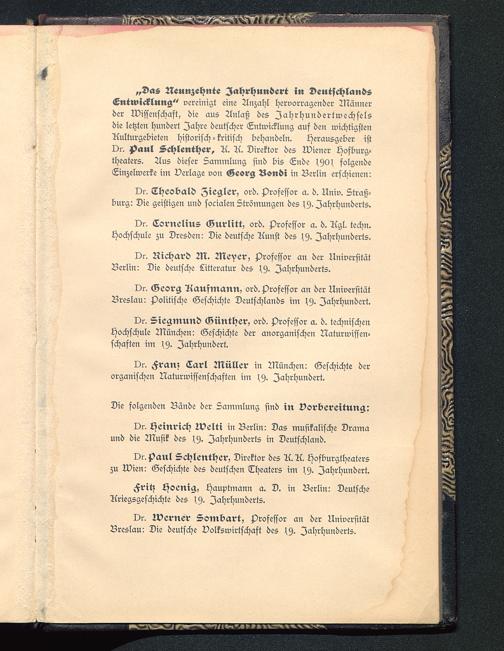 „Das Neunzehnte Jahrhundert in Deutschlands
Entwicklung“ vereinigt eine Anzahl hervorragender Männer
der Wissenschaft, die aus Anlaß des Jahrhundertwechsels
die letzten hundert Jahre deutscher Entwicklung auf den wichtigsten
Kulturgebieten historisch-kritisch behandeln. Herausgeber ist
Dr. Paul Schlenther, K. K. Direktor des Wiener Hofburg-
theaters. Aus dieser Sammlung sind bis Ende 1901 folgende
Einzelwerke im Verlage von Georg Bondi in Berlin erschienen:
Dr. Theobald Ziegler, ord. Professor a. d. Univ. Straß-
burg: Die geistigen und socialen Strömungen des 19. Jahrhunderts.
Dr. Cornelius Gurlitt, ord. Professor a. d. Kgl. techn.
Hochschule zu Dresden: Die deutsche Kunst des 19. Jahrhunderts.
Dr. Richard M. Meyer, Professor an der Universität
Berlin: Die deutsche Litteratur des 19. Jahrhunderts.
Dr. Georg Kaufmann, ord. Professor an der Universität
Breslau: Politische Geschichte Deutschlands im 19. Jahrhundert.
Dr. Siegmund Günther, ord. Professor a. d. technischen
Hochschule München: Geschichte der anorganischen Naturwissen-
schaften im 19. Jahrhundert.
Dr. Franz Carl Müller in München: Geschichte der
organischen Naturwissenschaften im 19. Jahrhundert.
Die folgenden Bände der Sammlung sind in Vorbereitung:
Dr. Heinrich Welti in Berlin: Das musikalische Drama
und die Musik des 19. Jahrhunderts in Deutschland.
Dr. Paul Schlenther, Direktor des K. K. Hofburgtheaters
zu Wien: Geschichte des deutschen Theaters im 19. Jahrhundert.
Fritz Hoenig, Hauptmann a. D. in Berlin: Deutsche
Kriegsgeschichte des 19. Jahrhunderts.
Dr. Werner Sombart, Professor an der Universität
Breslau: Die deutsche Volkswirtschaft des 19. Jahrhunderts.